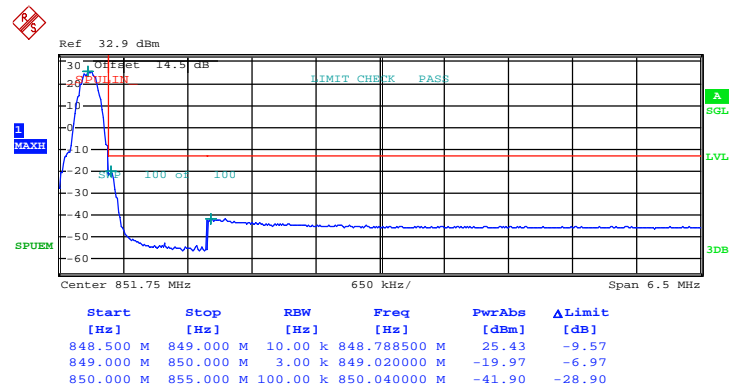 R S
Ref 32.9 dBm
Offset 14.5 dB
SPULIN
LIMIT CHECK PASS
A
SGL
1
MAXH
LVL
SWP 100 of 100
SPUEM
3DB
30
20
10
0
-10
-20
-30
-40
-50
-60
Center 851.75 MHz 650 kHz/ Span 6.5 MHz
Start Stop RBW Freq PwrAbs ΔLimit
[Hz] [Hz] [Hz] [Hz] [dBm] [dB]
848.500 M 849.000 M 10.00 k 848.788500 M 25.43 -9.57
849.000 M 850.000 M 3.00 k 849.020000 M -19.97 -6.97
850.000 M 855.000 M 100.00 k 850.040000 M -41.90 -28.90